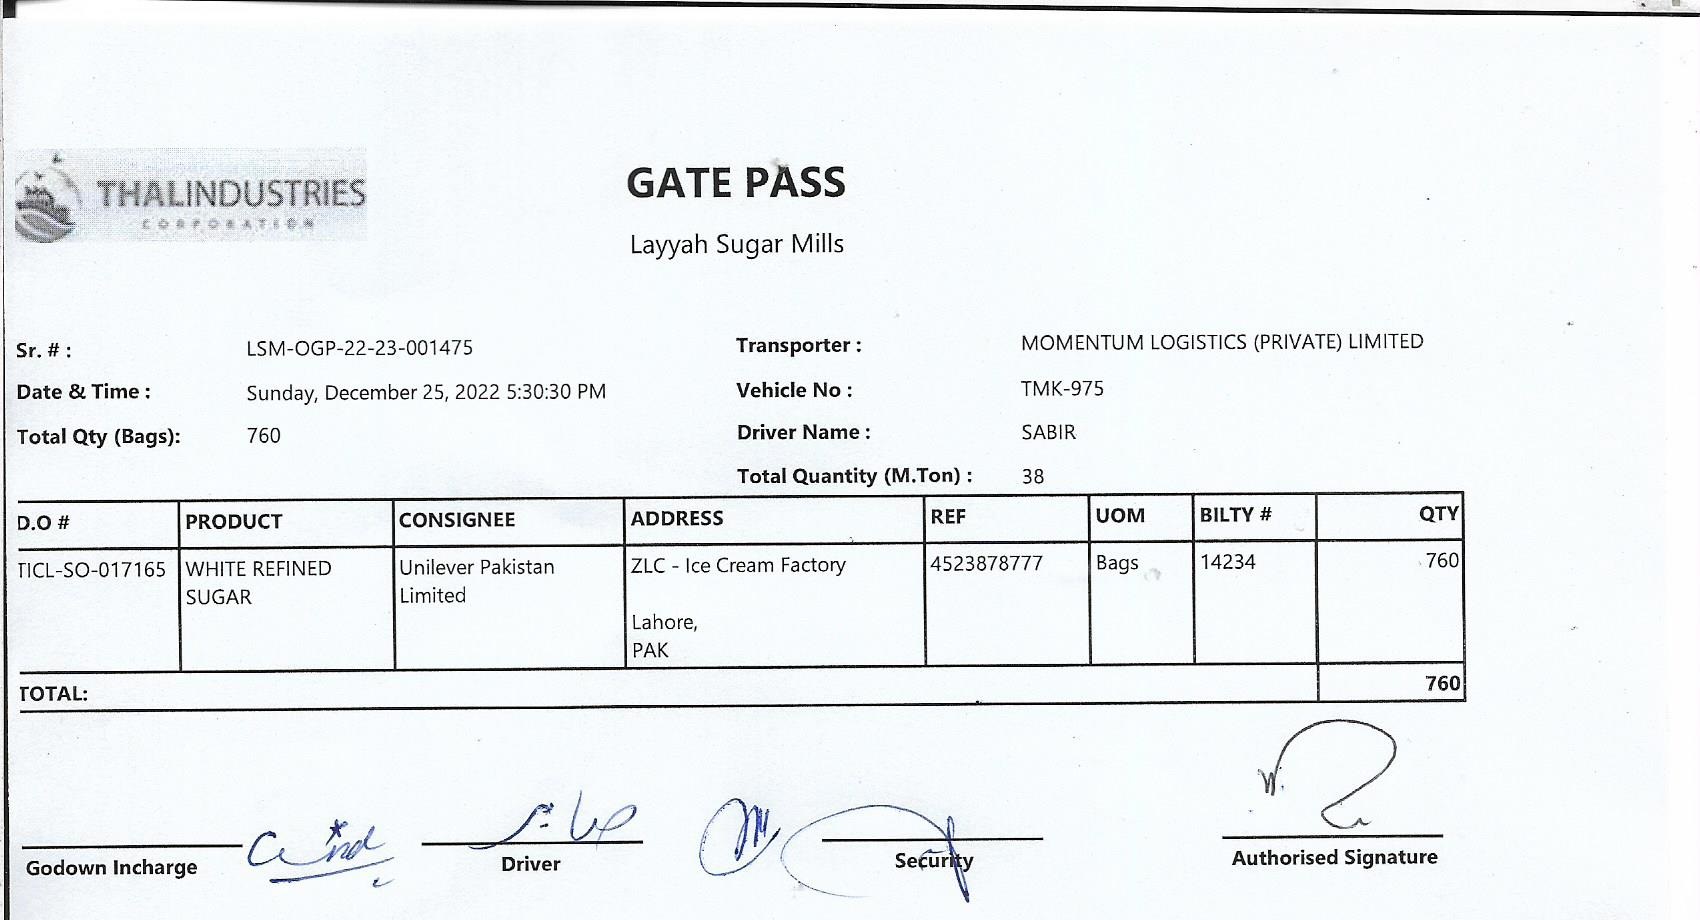 THALINDUSTRIES
CORPORATION
GATE PASS
Layyah Sugar Mills
Sr. # : LSM-OGP-22-23-001475
Transporter : MOMENTUM LOGISTICS (PRIVATE) LIMITED
Date & Time : Sunday, December 25, 2022 5:30:30 PM
Vehicle No : TMK-975
Total Qty (Bags): 760
Driver Name : SABIR
Total Quantity (M.Ton) : 38
D.O # PRODUCT CONSIGNEE ADDRESS REF UOM BILTY # QTY
TICL-SO-017165 WHITE REFINED Unilever Pakistan ZLC - Ice Cream Factory 4523878777 Bags 14234 760
SUGAR Limited
Lahore,
PAK
TOTAL: 760
صابر
Godown Incharge Driver Security Authorised Signature